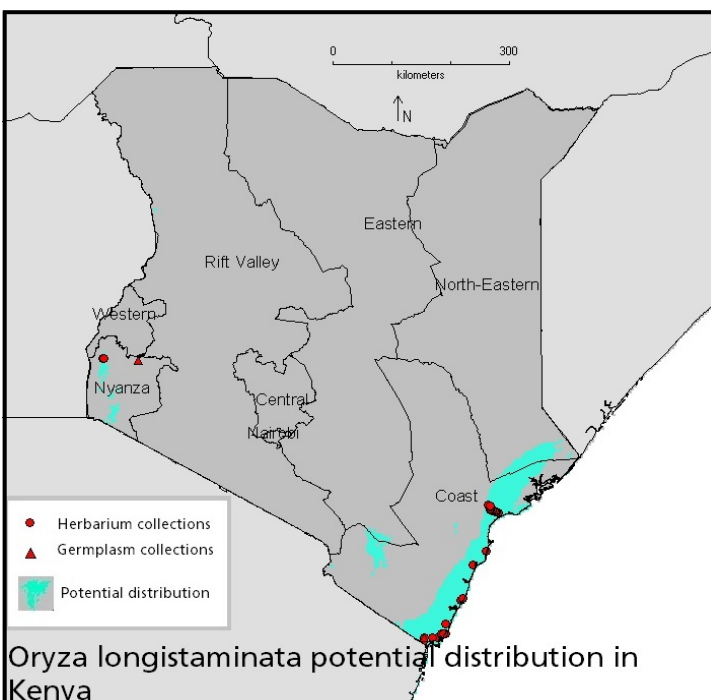 0 300
kilometers
N
Eastern
Rift Valley
North-Eastern
Western
Nyanza
Central
Nairobi
Coast
Herbarium collections
Germplasm collections
Potential distribution
Oryza longistaminata potential distribution in
Kenya